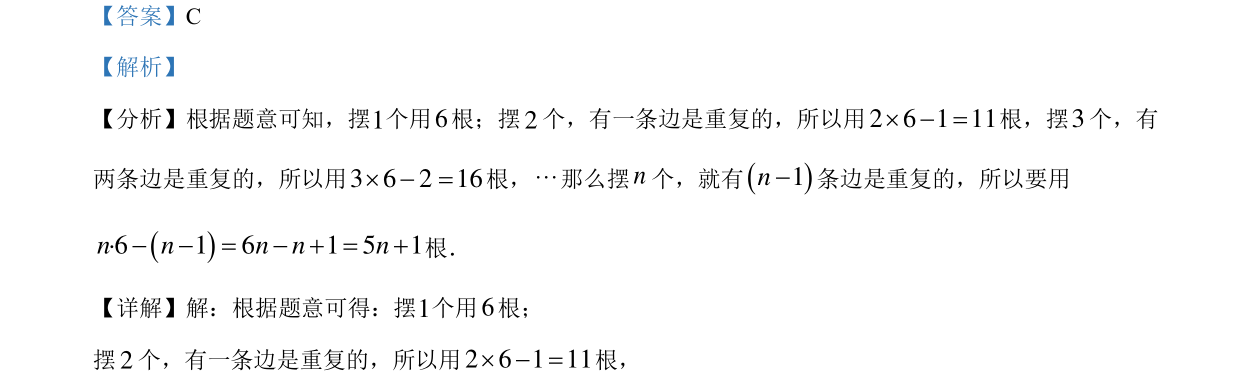 【答案】C
【解析】
【分析】根据题意可知，摆1个用6根；摆2个，有一条边是重复的，所以用2×6−1=11根，摆3个，有
两条边是重复的，所以用3×6−2=16根，⋯那么摆n个，就有(n−1)条边是重复的，所以要用
n·6−(n−1)=6n−n+1=5n+1根．
【详解】解：根据题意可得：摆1个用6根；
摆2个，有一条边是重复的，所以用2×6−1=11根，